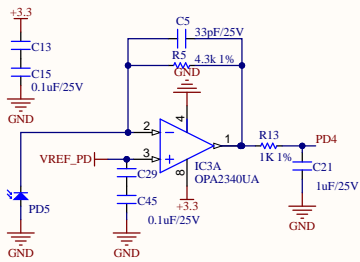 +3.3
C13
C15
0.1uF/25V
GND
C5
33pF/25V
R5
4.3k 1%
GND
4
2
3
1
8
VREF_PD
IC3A
OPA2340UA
+3.3
R13
1K 1%
PD4
C21
1uF/25V
GND
C29
C45
0.1uF/25V
GND
PD5
GND